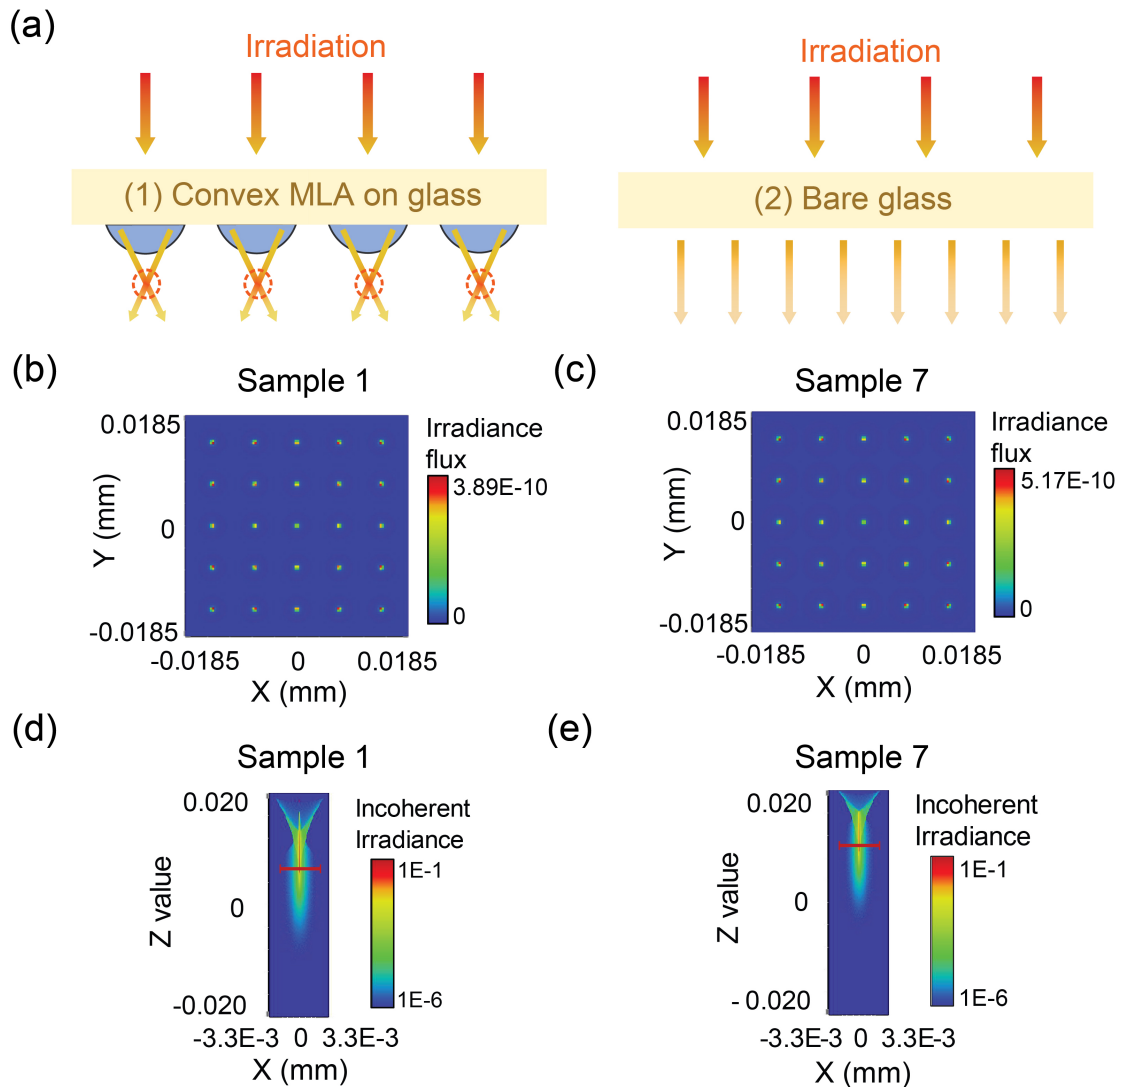 (a)
Irradiation
Irradiation
(1) Convex MLA on glass
(2) Bare glass
(b)
Sample 1
0.0185
0
-0.0185
Y (mm)
-0.0185 0 0.0185
X (mm)
Irradiance
flux
3.89E-10
0
(c)
Sample 7
0.0185
0
-0.0185
Y (mm)
-0.0185 0 0.0185
X (mm)
Irradiance
flux
5.17E-10
0
(d)
Sample 1
0.020
0
-0.020
Z value
-3.3E-3 0 3.3E-3
X (mm)
Incoherent
Irradiance
1E-1
1E-6
(e)
Sample 7
0.020
0
- 0.020
Z value
-3.3E-3 0 3.3E-3
X (mm)
Incoherent
Irradiance
1E-1
1E-6